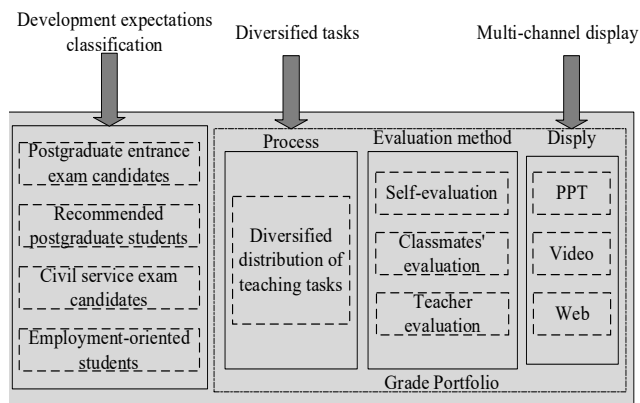 Development expectations
classification
Diversified tasks
Multi-channel display
Postgraduate entrance
exam candidates
Recommended
postgraduate students
Civil service exam
candidates
Employment-oriented
students
Process
Diversified
distribution of
teaching tasks
Evaluation method
Self-evaluation
Classmates'
evaluation
Teacher
evaluation
Disply
PPT
Video
Web
Grade Portfolio